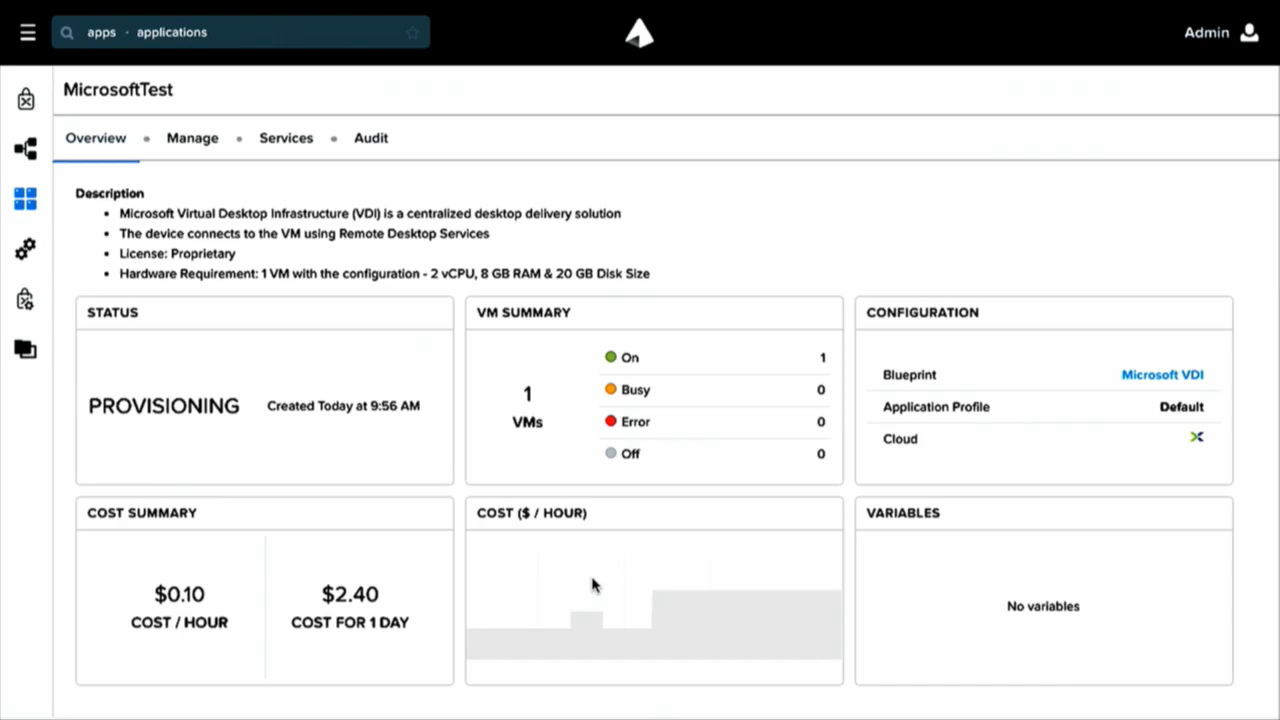 apps · applications
Admin
MicrosoftTest
Overview • Manage • Services • Audit
Description
• Microsoft Virtual Desktop Infrastructure (VDI) is a centralized desktop delivery solution
• The device connects to the VM using Remote Desktop Services
• License: Proprietary
• Hardware Requirement: 1 VM with the configuration - 2 vCPU, 8 GB RAM & 20 GB Disk Size
STATUS
PROVISIONING
Created Today at 9:56 AM
VM SUMMARY
1
VMs
On 1
Busy 0
Error 0
Off 0
CONFIGURATION
Blueprint Microsoft VDI
Application Profile Default
Cloud
COST SUMMARY
$0.10
COST / HOUR
$2.40
COST FOR 1 DAY
COST ($ / HOUR)
VARIABLES
No variables